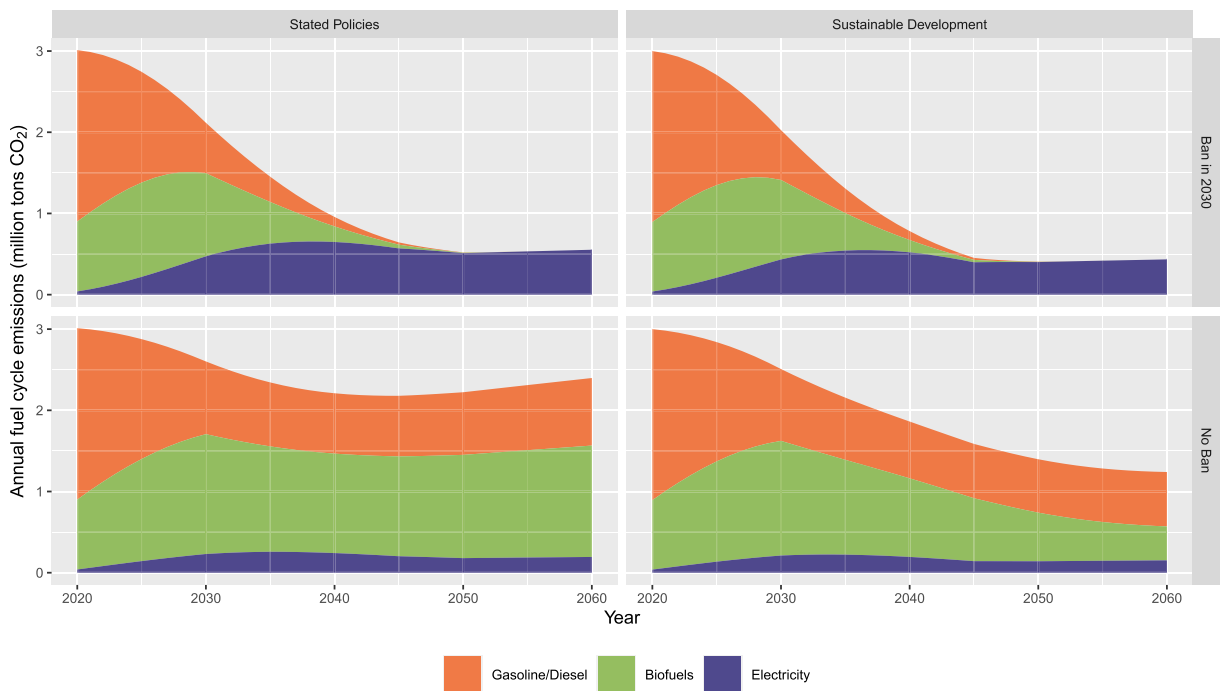 Stated Policies
Sustainable Development
Annual fuel cycle emissions (million tons CO₂)
3
2
1
0
Ban in 2030
3
2
1
0
No Ban
2020 2030 2040 2050 2060
2020 2030 2040 2050 2060
Year
Gasoline/Diesel Biofuels Electricity